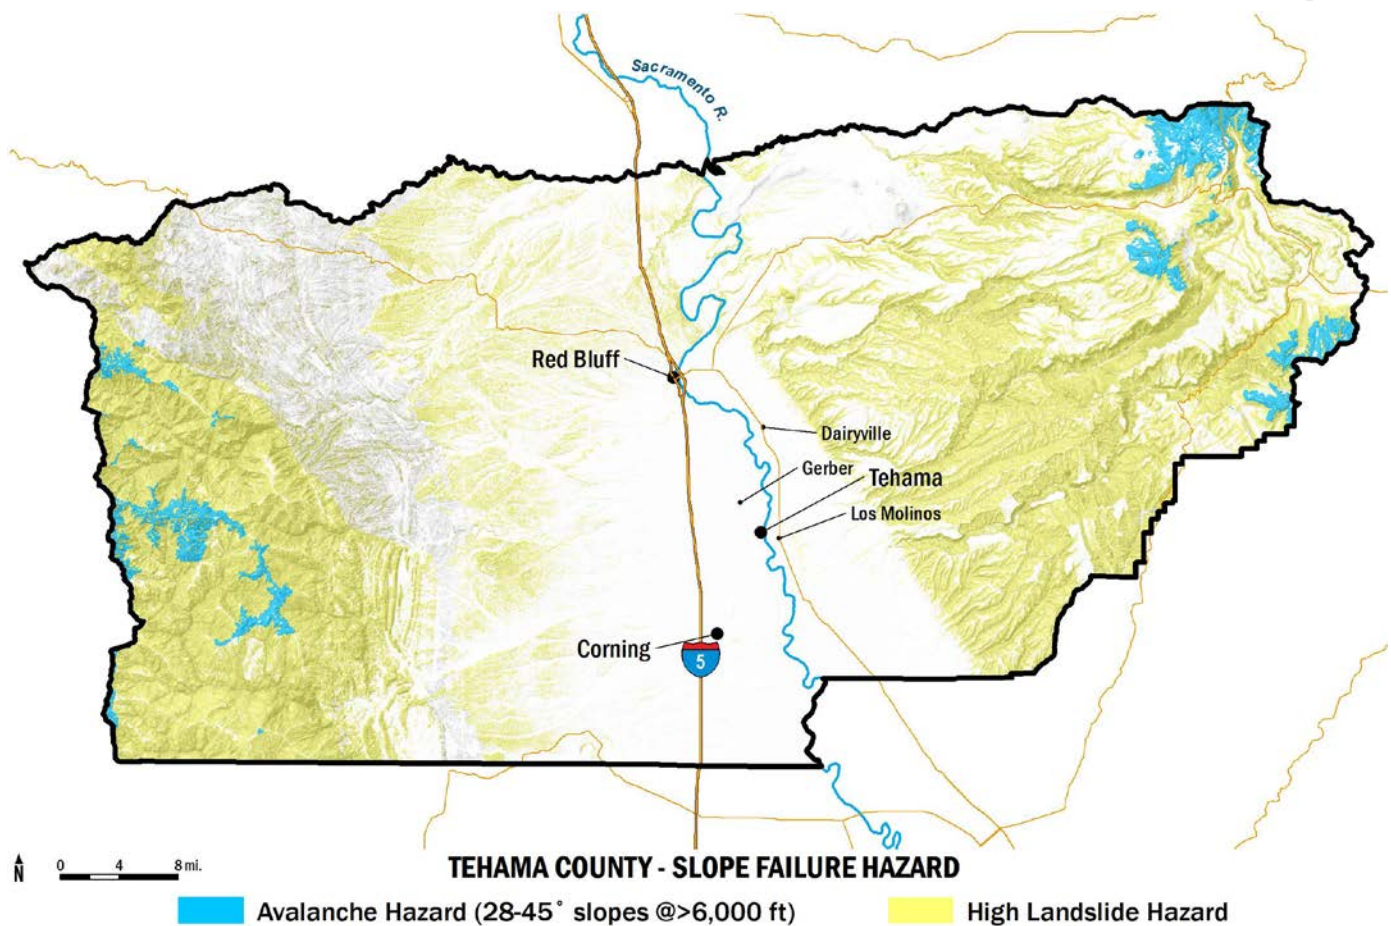 Sacramento R.
Red Bluff
Dairyville
Gerber
Tehama
Los Molinos
Corning
5
N
0 4 8 mi.
TEHAMA COUNTY - SLOPE FAILURE HAZARD
Avalanche Hazard (28-45˚ slopes @>6,000 ft)
High Landslide Hazard